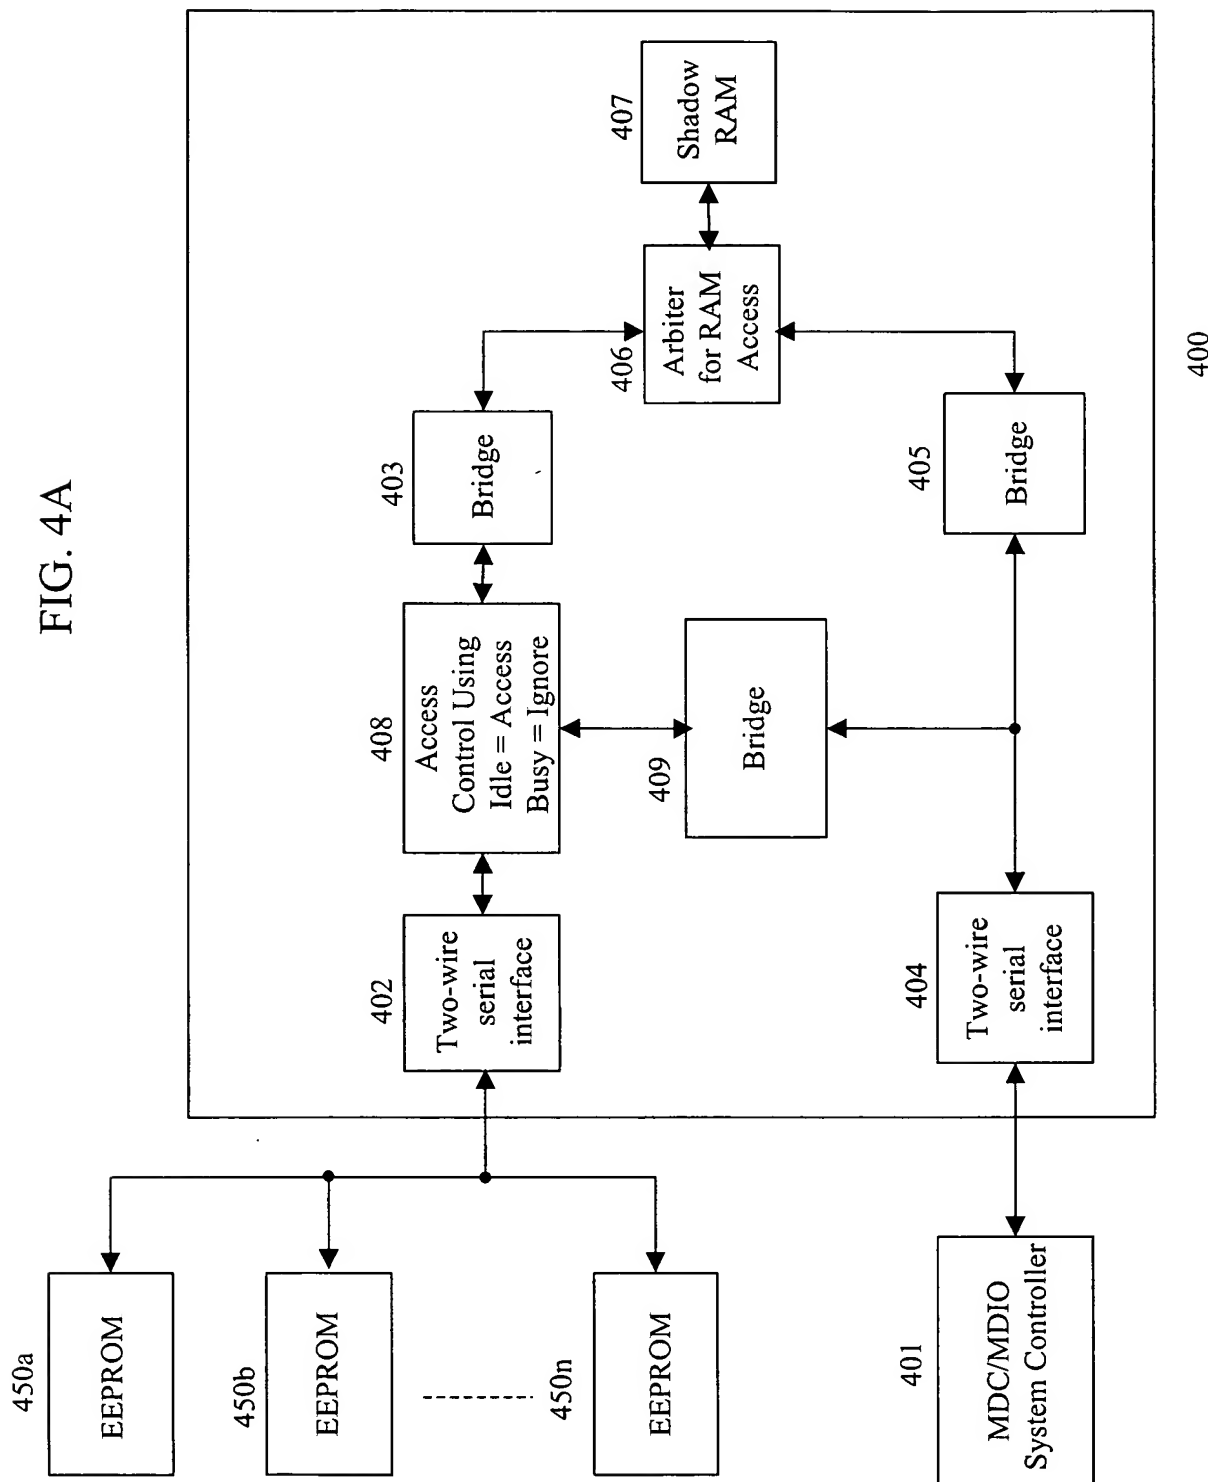 FIG. 4A
450a
EEPROM
450b
EEPROM
450n
EEPROM
401
MDC/MDIO
System Controller
402
Two-wire
serial
interface
408
Access
Control Using
Idle = Access
Busy = Ignore
403
Bridge
409
Bridge
404
Two-wire
serial
interface
405
Bridge
406
Arbiter
for RAM
Access
407
Shadow
RAM
400